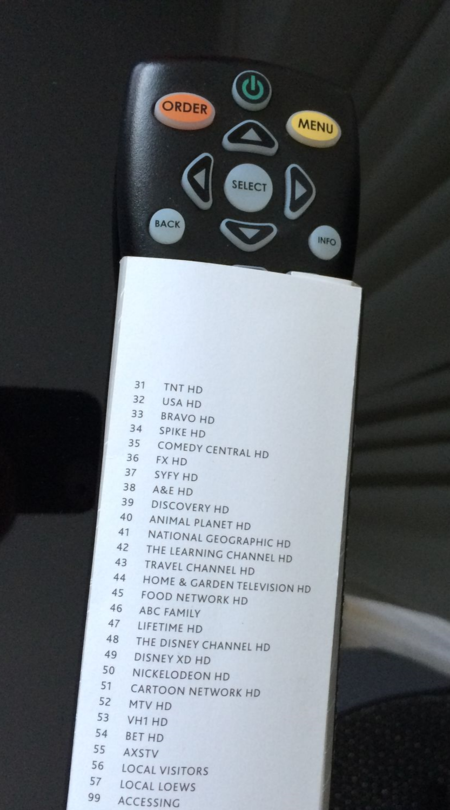 ORDER
MENU
SELECT
BACK
INFO
31 TNT HD
32 USA HD
33 BRAVO HD
34 SPIKE HD
35 COMEDY CENTRAL HD
36 FX HD
37 SYFY HD
38 A&E HD
39 DISCOVERY HD
40 ANIMAL PLANET HD
41 NATIONAL GEOGRAPHIC HD
42 THE LEARNING CHANNEL HD
43 TRAVEL CHANNEL HD
44 HOME & GARDEN TELEVISION HD
45 FOOD NETWORK HD
46 ABC FAMILY
47 LIFETIME HD
48 THE DISNEY CHANNEL HD
49 DISNEY XD HD
50 NICKELODEON HD
51 CARTOON NETWORK HD
52 MTV HD
53 VH1 HD
54 BET HD
55 AXSTV
56 LOCAL VISITORS
57 LOCAL LOEWS
99 ACCESSING